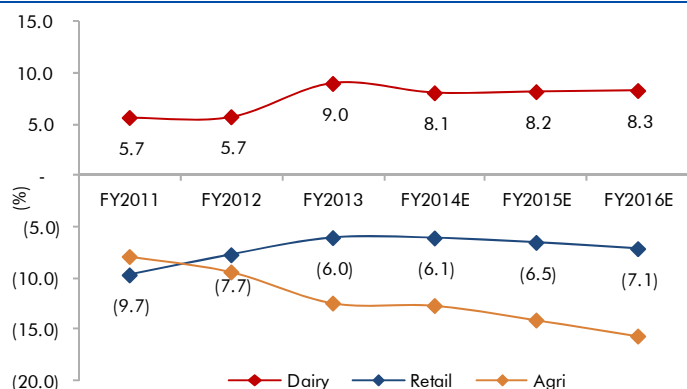 15.0
10.0
5.0
-
(5.0)
(10.0)
(15.0)
(20.0)
(%)
5.7 5.7 9.0 8.1 8.2 8.3
FY2011 FY2012 FY2013 FY2014E FY2015E FY2016E
(9.7) (7.7) (6.0) (6.1) (6.5) (7.1)
Dairy Retail Agri